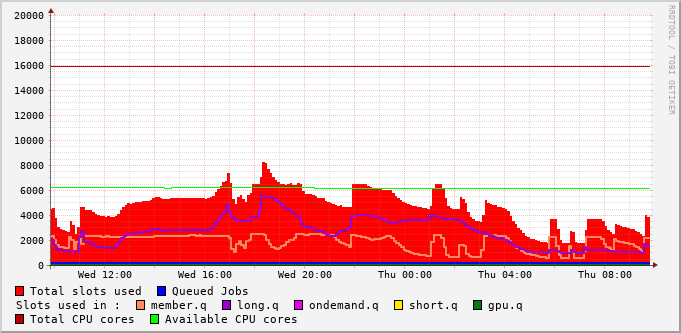 20000
18000
16000
14000
12000
10000
8000
6000
4000
2000
0
Wed 12:00 Wed 16:00 Wed 20:00 Thu 00:00 Thu 04:00 Thu 08:00
Total slots used Queued Jobs
Slots used in : member.q long.q ondemand.q short.q gpu.q
Total CPU cores Available CPU cores
RRDTOOL / TOBI OETIKER